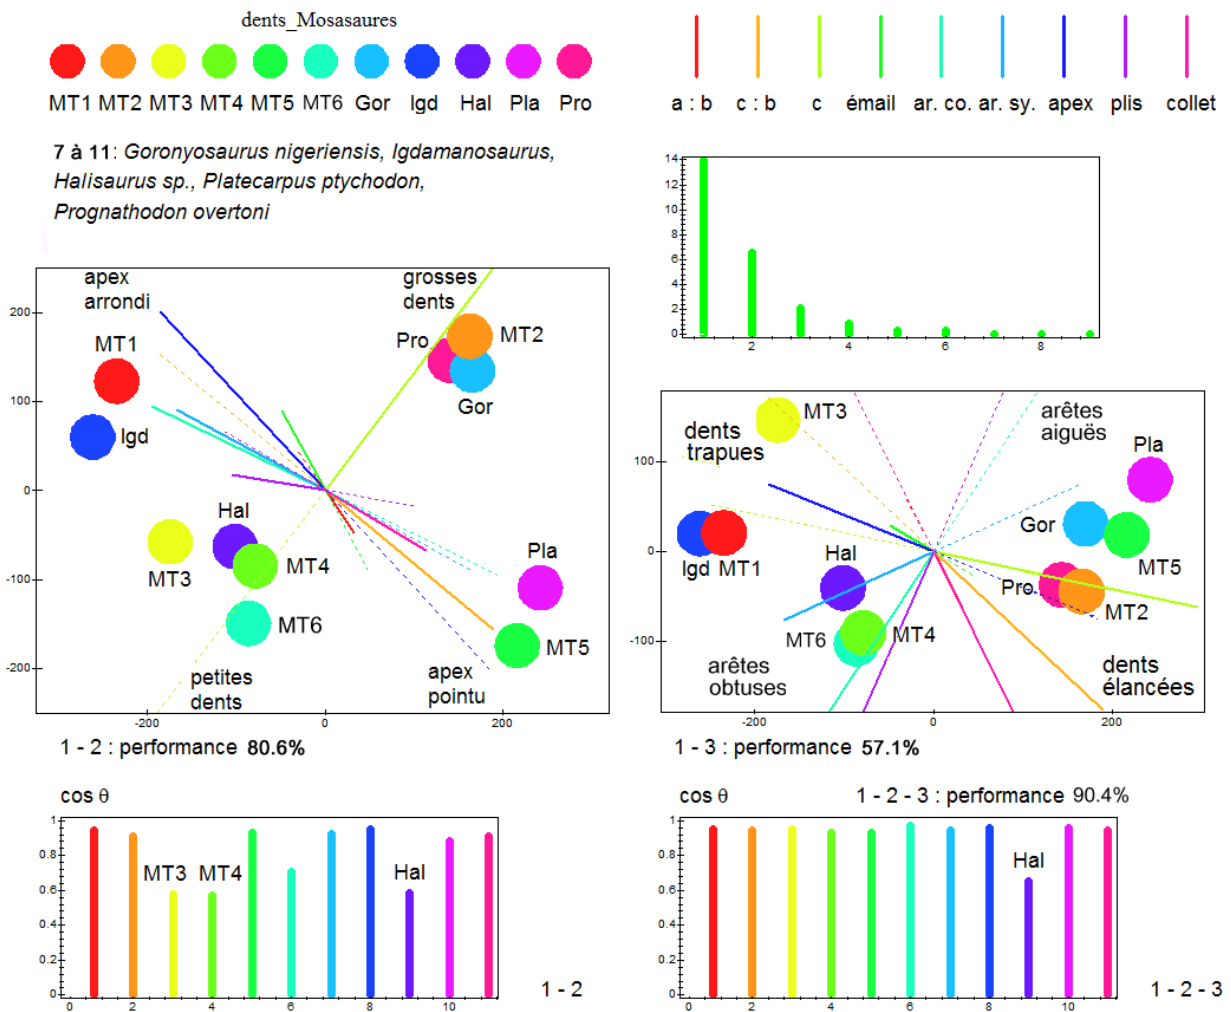 dents_Mosasaures
MT1 MT2 MT3 MT4 MT5 MT6 Gor Igd Hal Pla Pro
a : b c : b c émail ar. co. ar. sy. apex plis collet
7 à 11: Goronyosaurus nigeriensis, Igdamanosaurus,
Halisaurus sp., Platecarpus ptychodon,
Prognathodon overtoni
14
12
10
8
6
4
2
0
2 4 6 8
apex
arrondi
grosses
dents
200
100
0
-100
-200
MT1
Igd
Pro
MT2
Gor
Hal
MT3
MT4
MT6
Pla
MT5
petites
dents
apex
pointu
-200 0 200
1 - 2 : performance 80.6%
MT3
dents
trapues
arêtes
aiguës
100
0
-100
Pla
Gor
MT5
Igd MT1
Hal
Pro
MT2
MT6
MT4
arêtes
obtuses
dents
élancées
-200 0 200
1 - 3 : performance 57.1%
cos θ
1
0.8
0.6
0.4
0.2
0
MT3 MT4 Hal
0 2 4 6 8 10
1 - 2
cos θ 1 - 2 - 3 : performance 90.4%
1
0.8
0.6
0.4
0.2
0
Hal
0 2 4 6 8 10
1 - 2 - 3